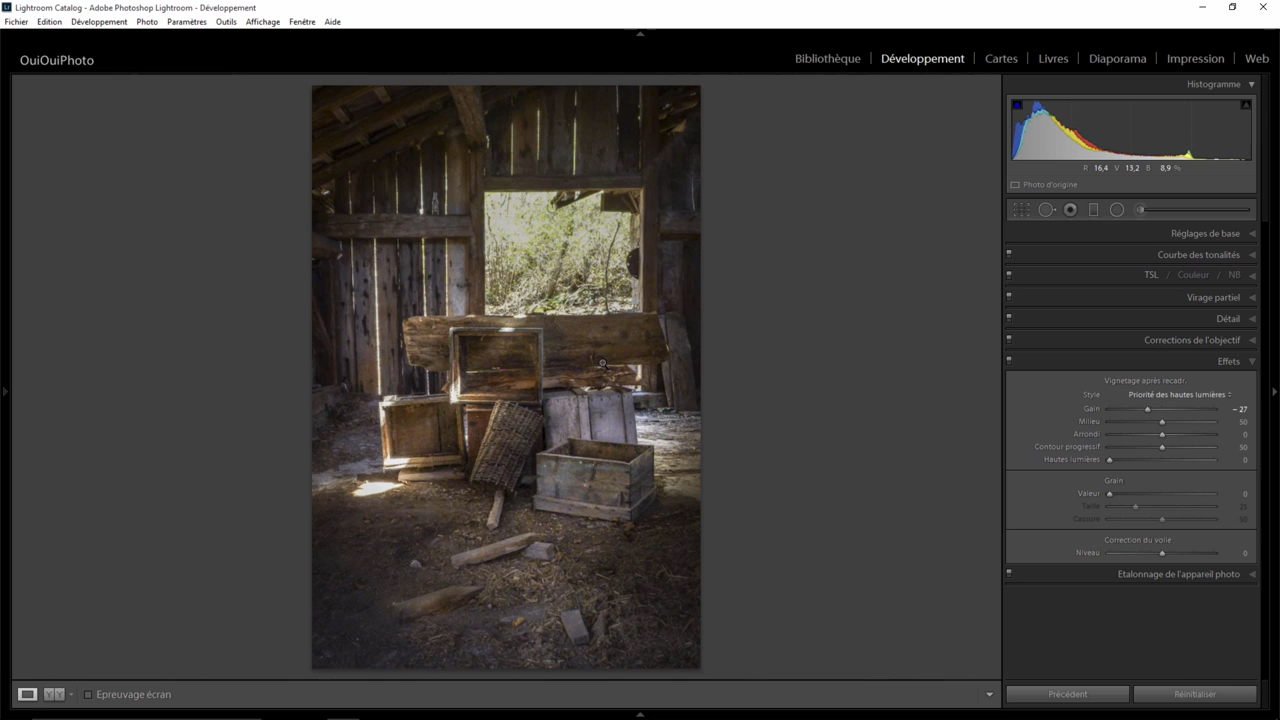 Lightroom Catalog - Adobe Photoshop Lightroom - Développement
Fichier Edition Développement Photo Paramètres Outils Affichage Fenêtre Aide
OuiOuiPhoto
Bibliothèque | Développement | Cartes | Livres | Diaporama | Impression | Web
Histogramme
R 16,4 V 13,2 B 8,9 %
Photo d'origine
Réglages de base
Courbe des tonalités
TSL / Couleur / NB
Virage partiel
Détail
Corrections de l'objectif
Effets
Vignetage après recadr.
Style Priorité des hautes lumières
Gain - 27
Milieu 50
Arrondi 0
Contour progressif 50
Hautes lumières 0
Grain
Valeur 0
Taille 25
Cassure 50
Correction du voile
Niveau 0
Etalonnage de l'appareil photo
Epreuvage écran
Précédent Réinitialiser